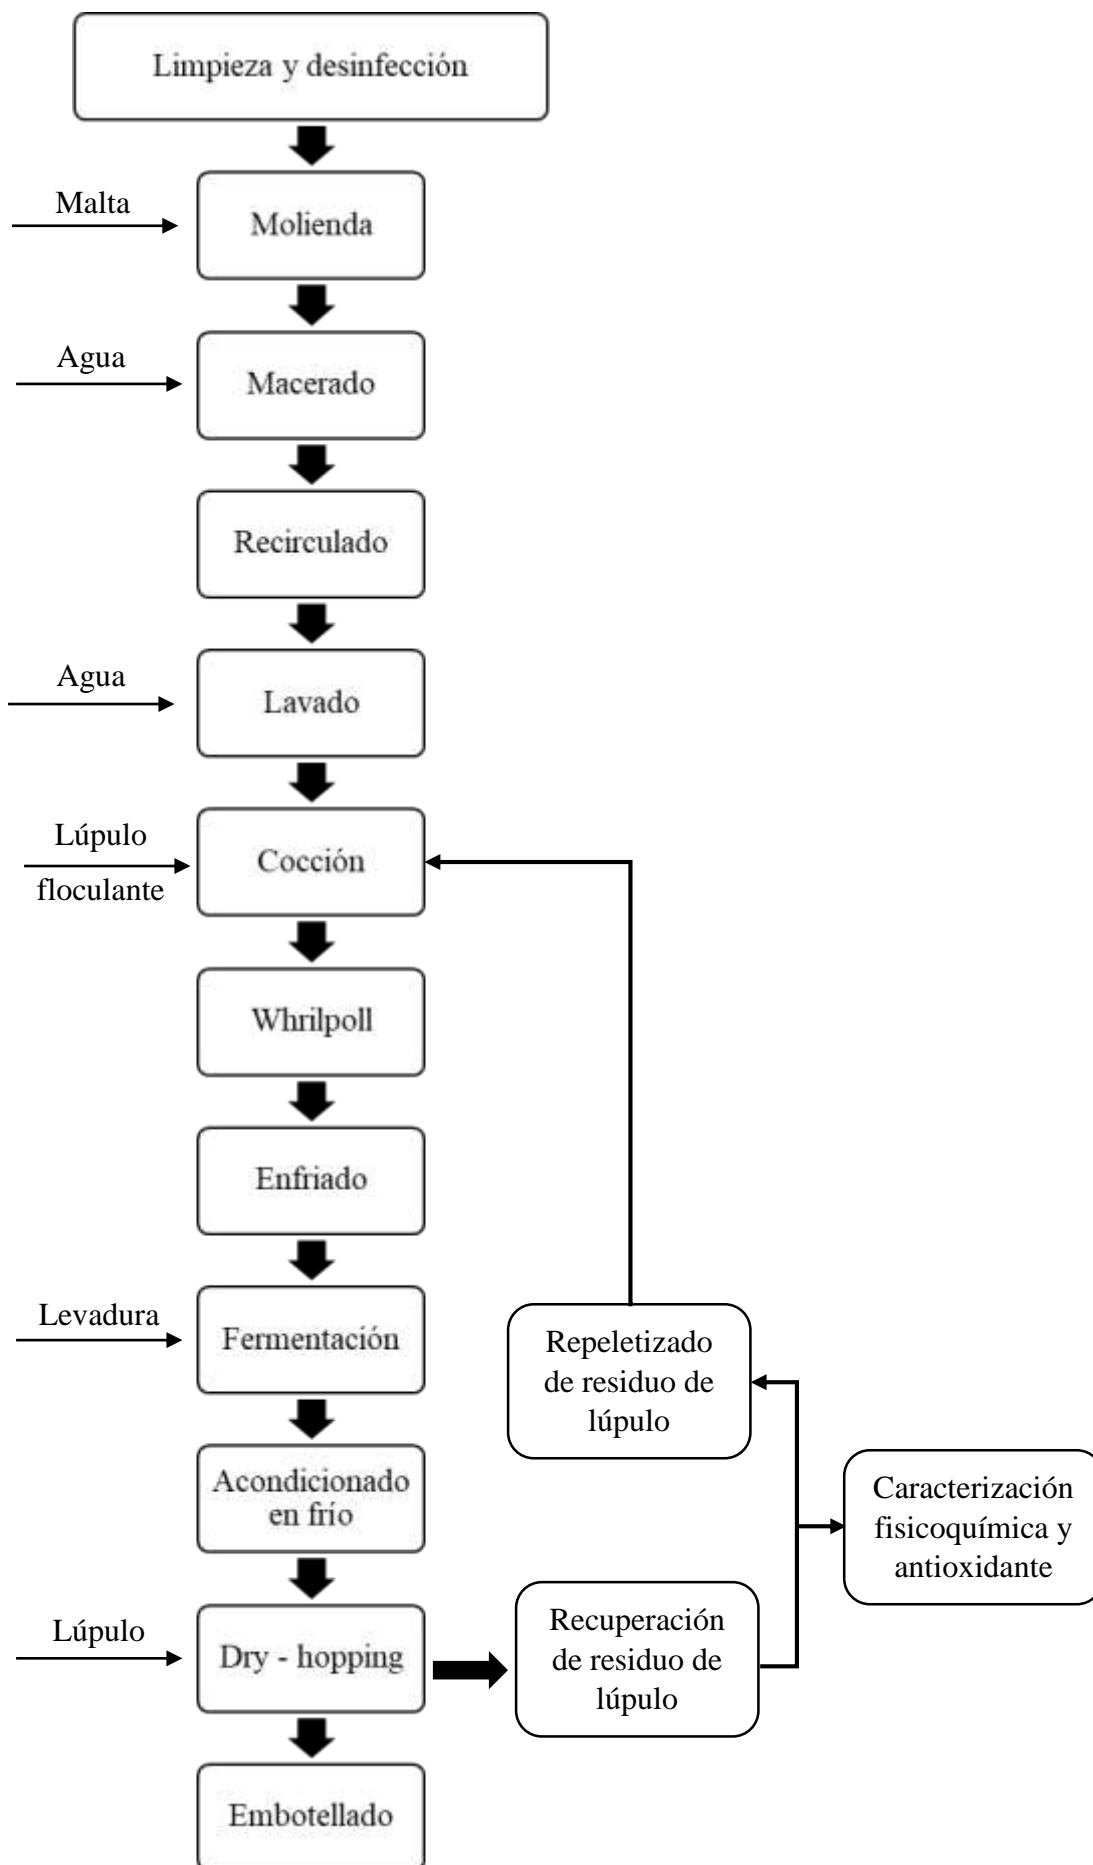 Limpieza y desinfección
Malta
Molienda
Agua
Macerado
Recirculado
Agua
Lavado
Lúpulo
floculante
Cocción
Whrilpoll
Enfriado
Levadura
Fermentación
Repeletizado
de residuo de
lúpulo
Acondicionado
en frío
Caracterización
fisicoquímica y
antioxidante
Lúpulo
Dry - hopping
Recuperación
de residuo de
lúpulo
Embotellado